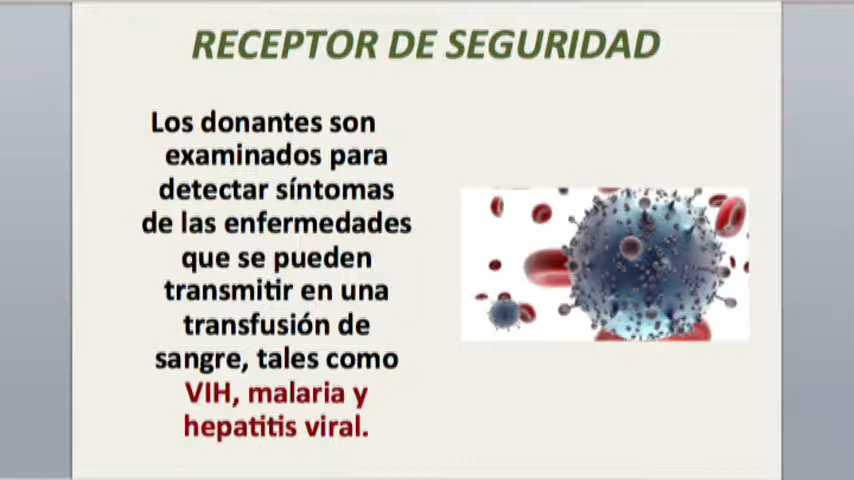 RECEPTOR DE SEGURIDAD
Los donantes son
examinados para
detectar síntomas
de las enfermedades
que se pueden
transmitir en una
transfusión de
sangre, tales como
VIH, malaria y
hepatitis viral.